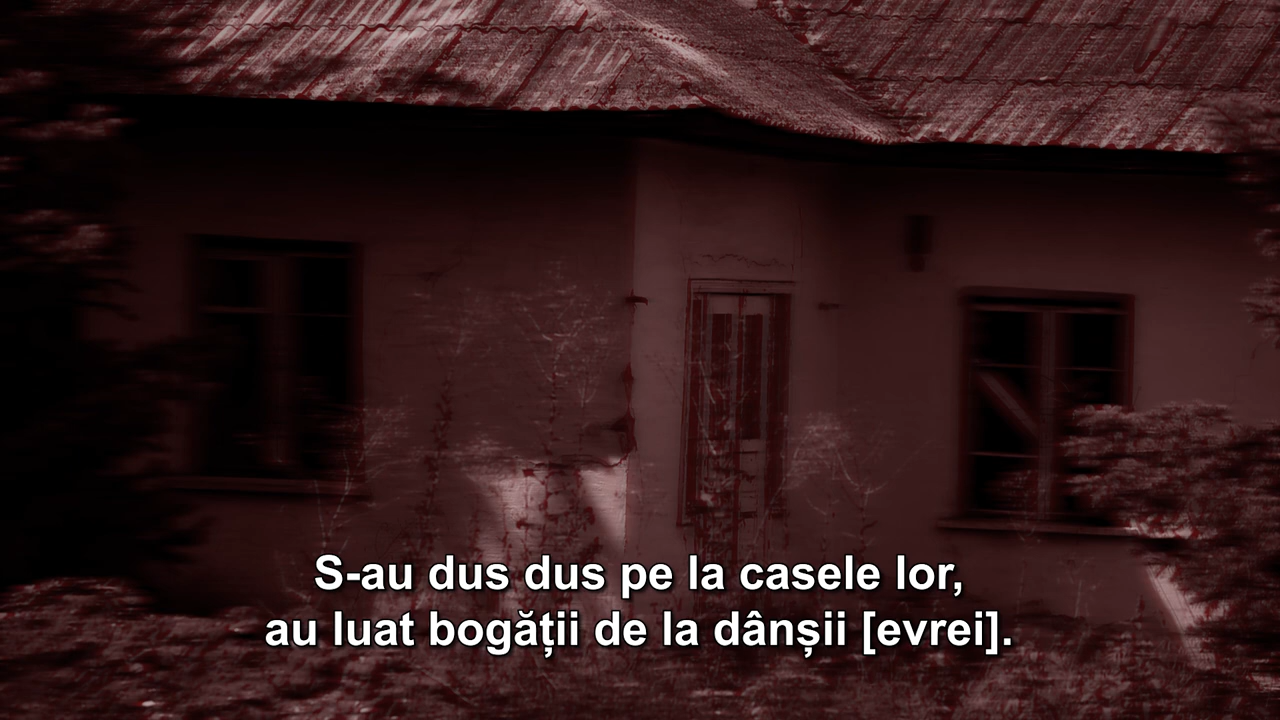 S-au dus dus pe la casele lor,
au luat bogății de la dânșii [evrei].